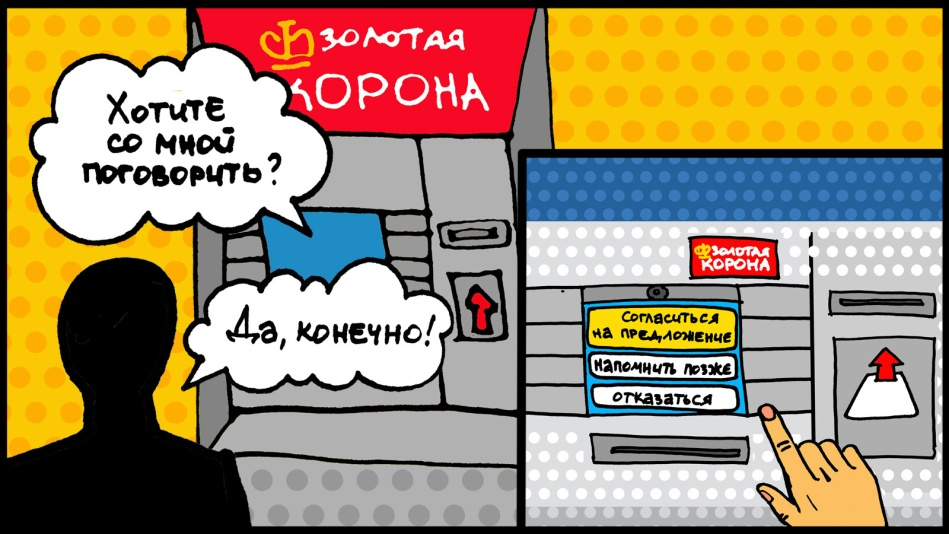 ЗОЛОТАЯ
КОРОНА
Хотите
со мной
поговорить?
Да, конечно!
ЗОЛОТАЯ
КОРОНА
Согласиться
на предложение
напомнить позже
отказаться